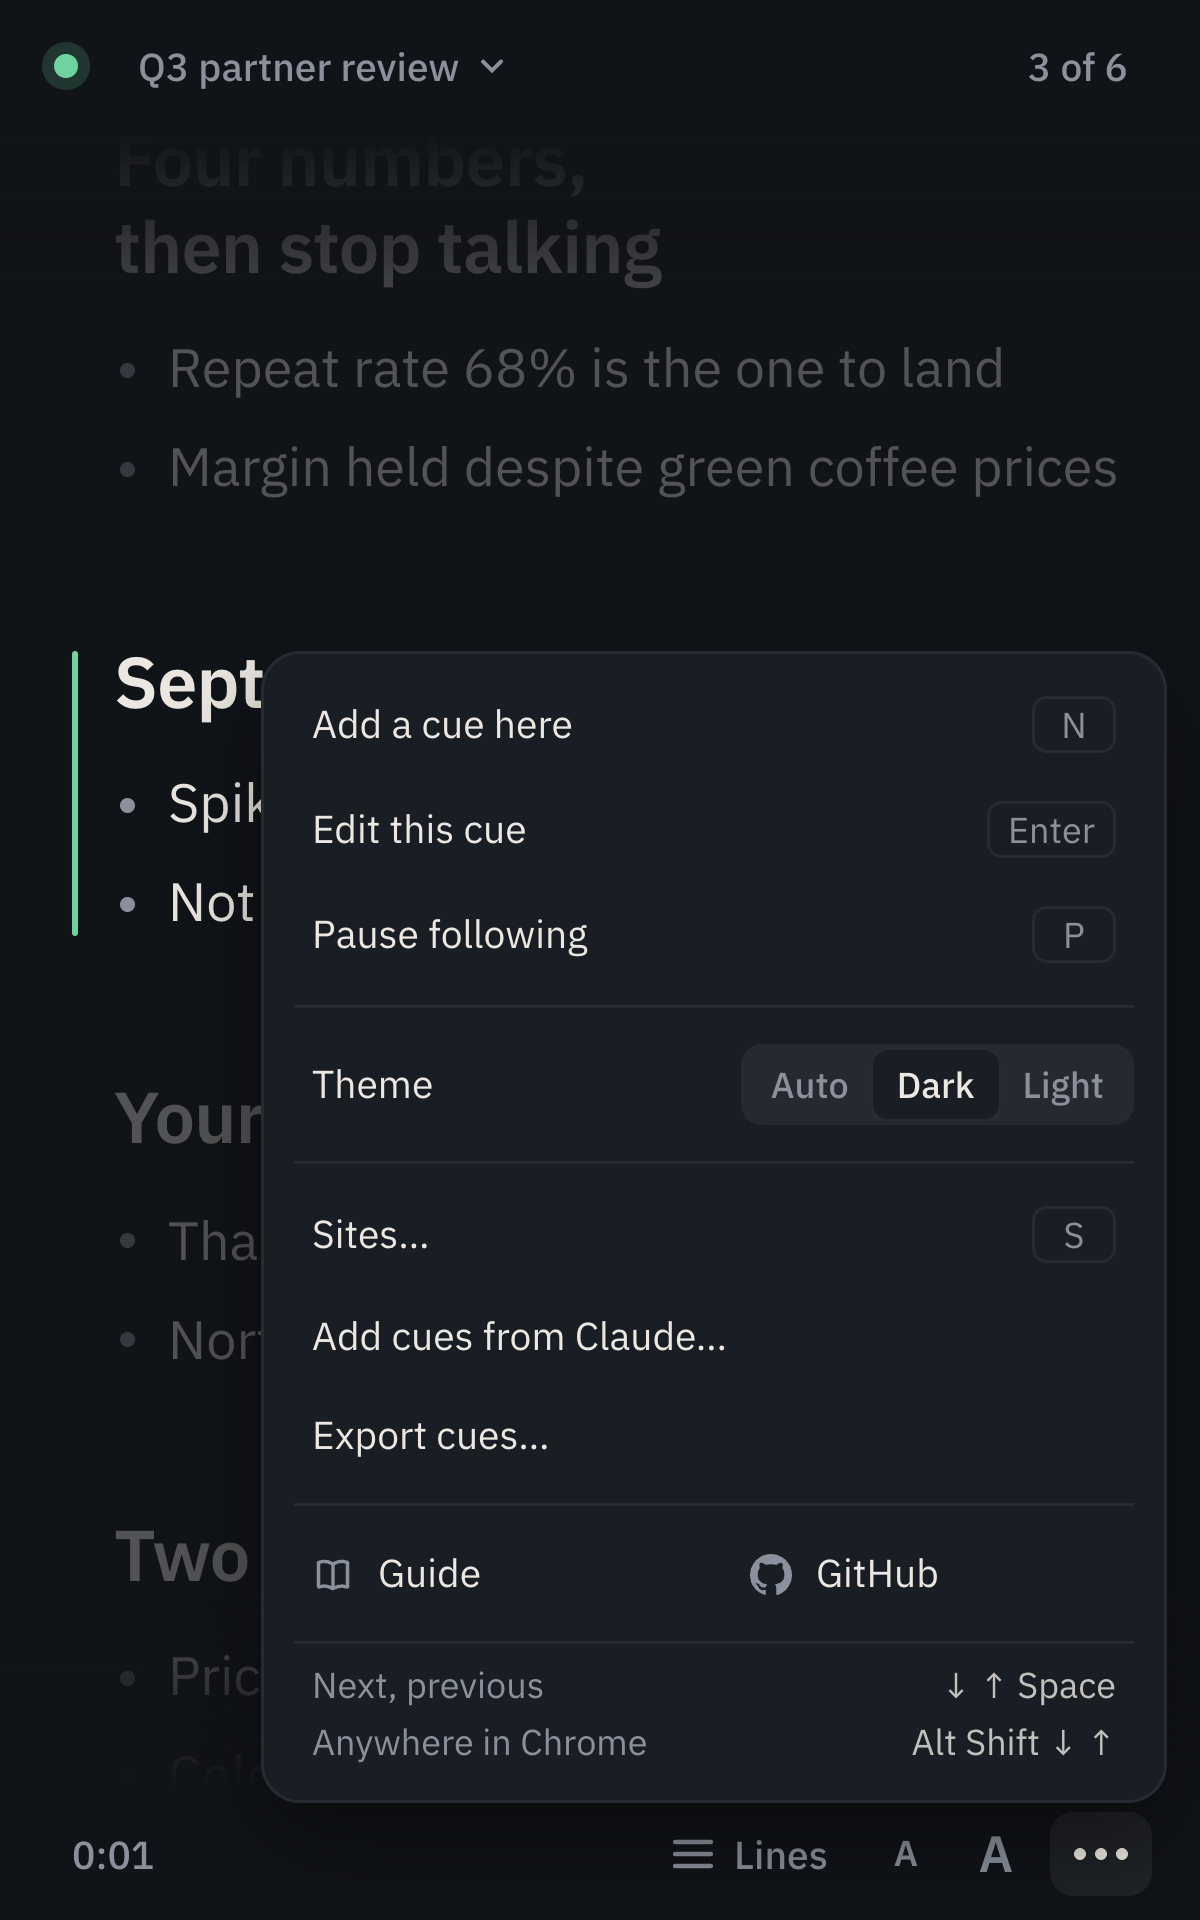 Q3 partner review
3 of 6
Four numbers,
then stop talking
• Repeat rate 68% is the one to land
• Margin held despite green coffee prices
Sept
Add a cue here N
• Spik
Edit this cue Enter
• Not
Pause following P
Theme Auto Dark Light
Your
• Tha
Sites... S
• Nort
Add cues from Claude...
Export cues...
Two
Guide GitHub
• Pric
Next, previous ↓ ↑ Space
Anywhere in Chrome Alt Shift ↓ ↑
0:01 Lines A A